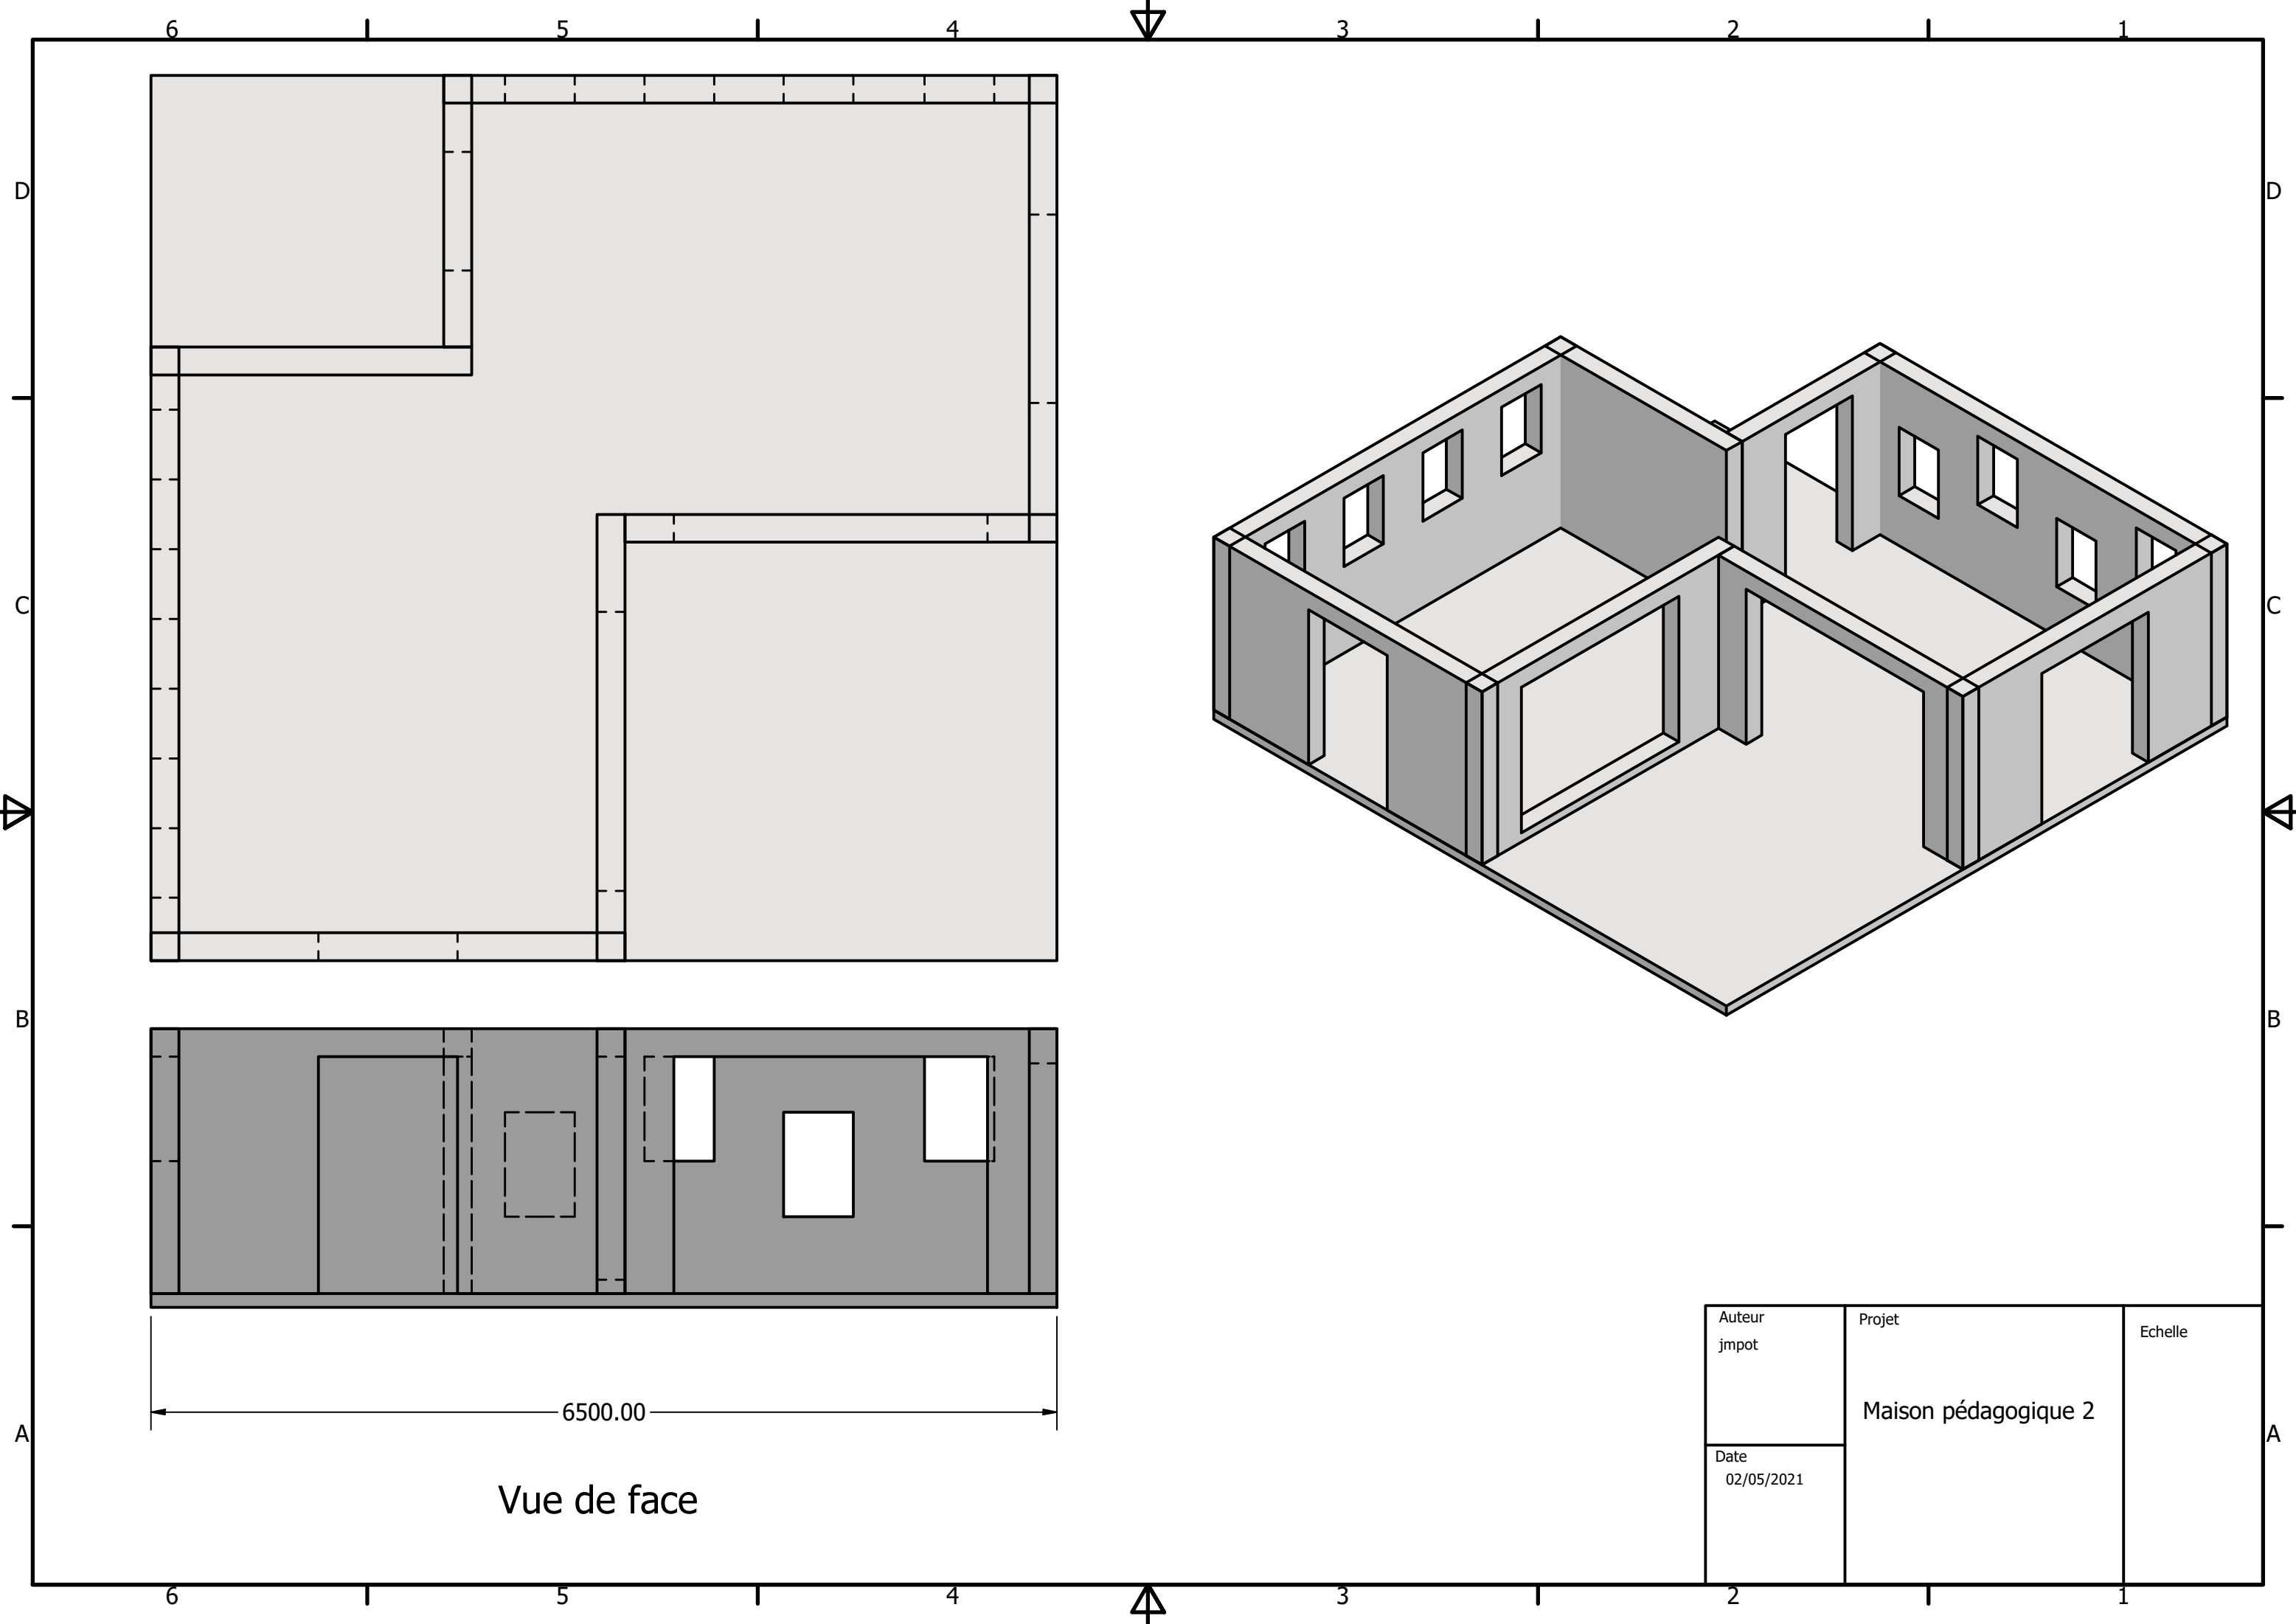 6 5 4 3 2 1
D D
C C
B B
6500.00
A A
Vue de face
Auteur
jmpot
Projet
Echelle
Maison pédagogique 2
Date
02/05/2021
6 5 4 3 2 1